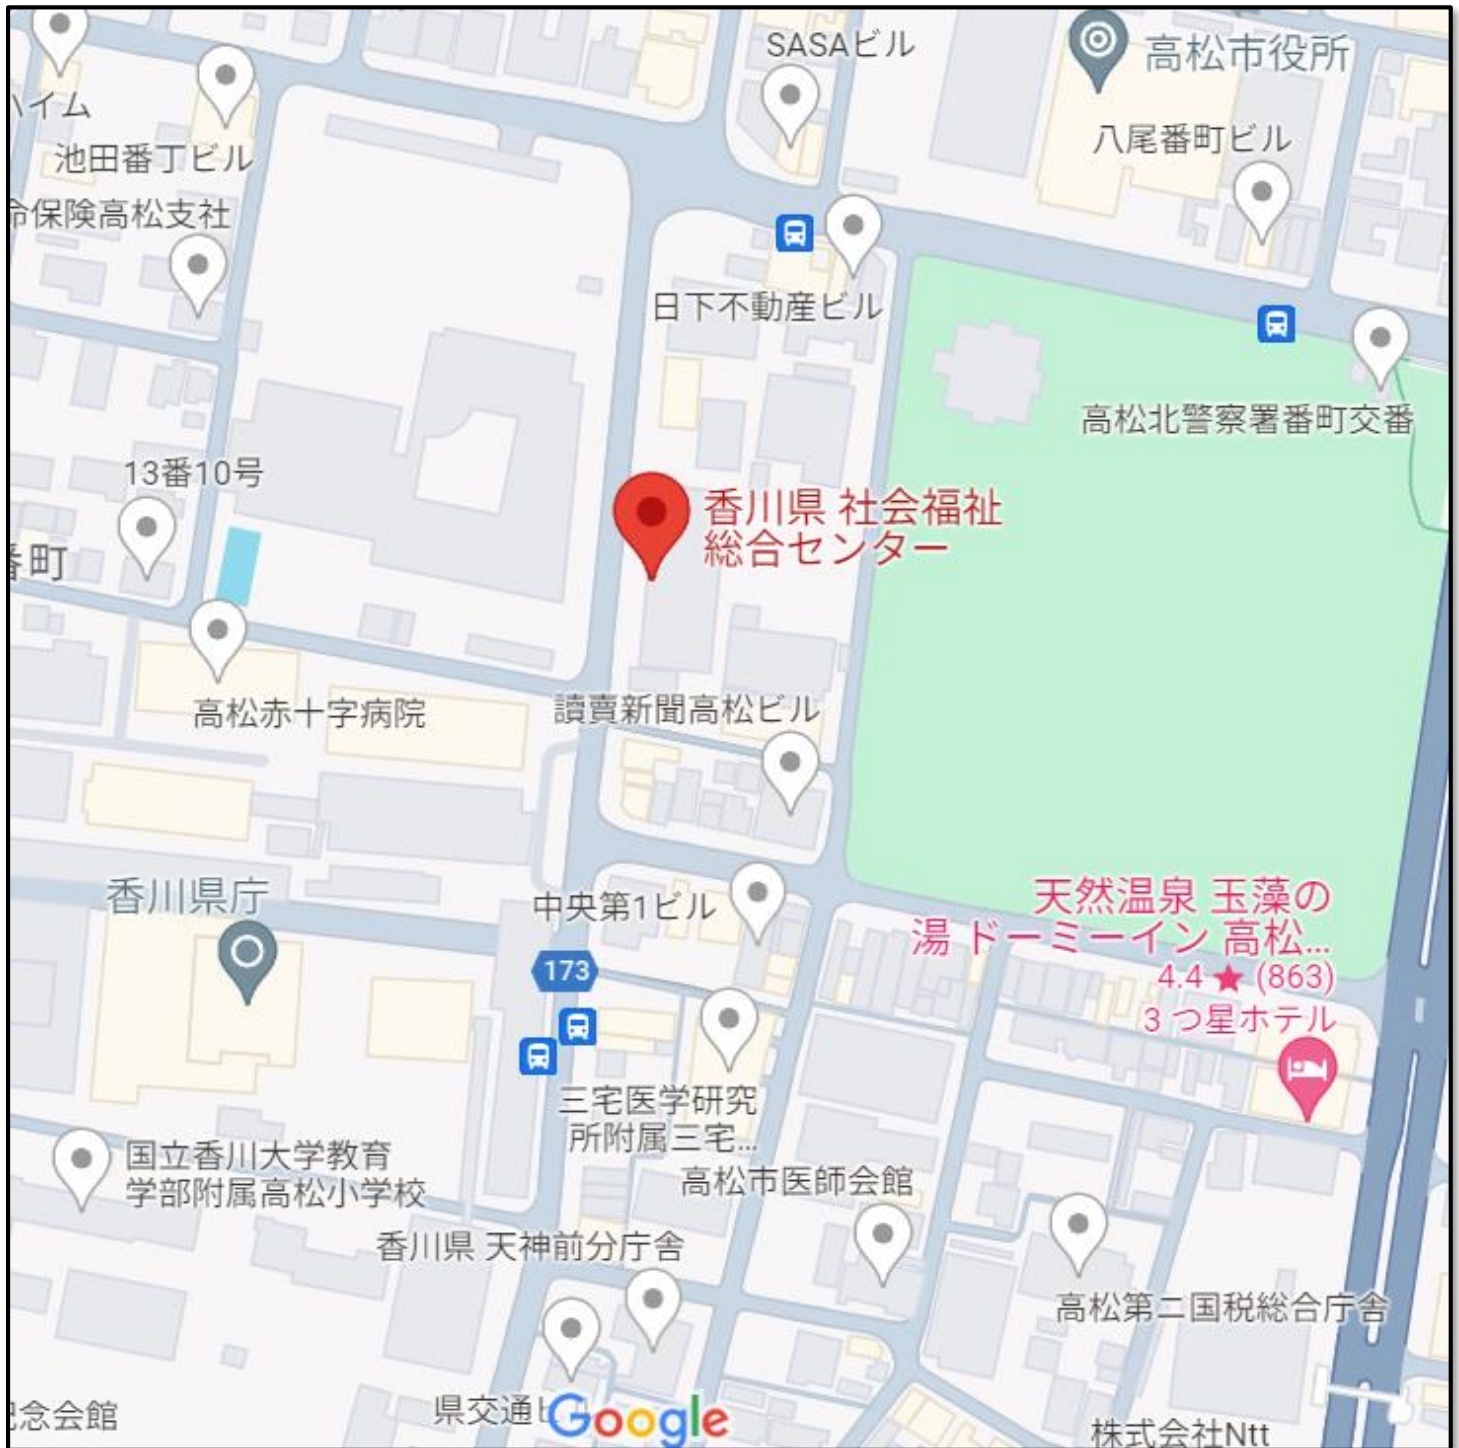 SASAビル
高松市役所
ハイム
池田番丁ビル
八尾番町ビル
命保険高松支社
日下不動産ビル
高松北警察署番町交番
13番10号
香川県 社会福祉
総合センター
番町
高松赤十字病院
讀賣新聞高松ビル
香川県庁
中央第1ビル
天然温泉 玉藻の
湯 ドーミーイン 高松...
4.4 ★ (863)
3 つ星ホテル
173
三宅医学研究
所附属三宅...
国立香川大学教育
学部附属高松小学校
高松市医師会館
香川県 天神前分庁舎
高松第二国税総合庁舎
念会館
県交通ビ
Google
株式会社Ntt